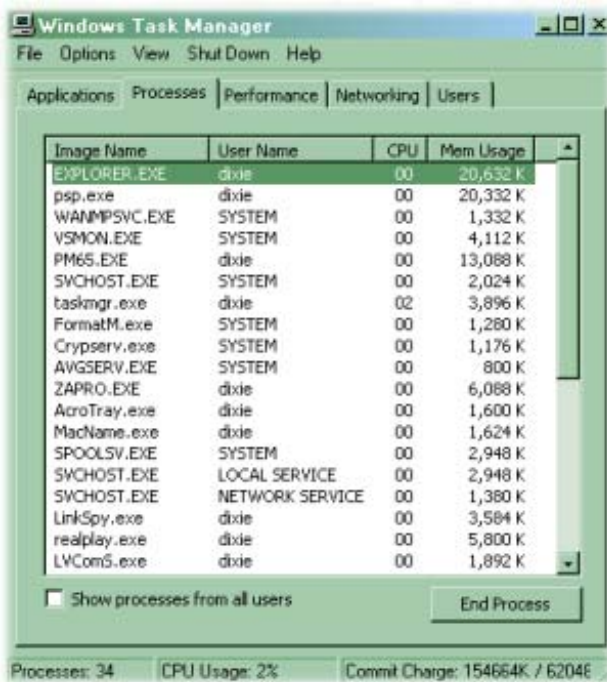 Windows Task Manager
File Options View Shut Down Help
Applications Processes Performance Networking Users
Image Name User Name CPU Mem Usage
EXPLORER.EXE dixie 00 20,632 K
psp.exe dixie 00 20,332 K
WANMPSVC.EXE SYSTEM 00 1,332 K
VSMON.EXE SYSTEM 00 4,112 K
PM65.EXE dixie 00 13,088 K
SVCHOST.EXE SYSTEM 00 2,024 K
taskmgr.exe dixie 02 3,896 K
FormatM.exe SYSTEM 00 1,280 K
Crypserv.exe SYSTEM 00 1,176 K
AVGSERV.EXE SYSTEM 00 800 K
ZAPRO.EXE dixie 00 6,088 K
AcroTray.exe dixie 00 1,600 K
MacName.exe dixie 00 1,624 K
SPOOLSV.EXE SYSTEM 00 2,948 K
SVCHOST.EXE LOCAL SERVICE 00 2,948 K
SVCHOST.EXE NETWORK SERVICE 00 1,380 K
LinkSpy.exe dixie 00 3,584 K
realplay.exe dixie 00 5,800 K
LVComS.exe dixie 00 1,892 K
Show processes from all users
End Process
Processes: 34 CPU Usage: 2% Commit Charge: 154664K / 62048